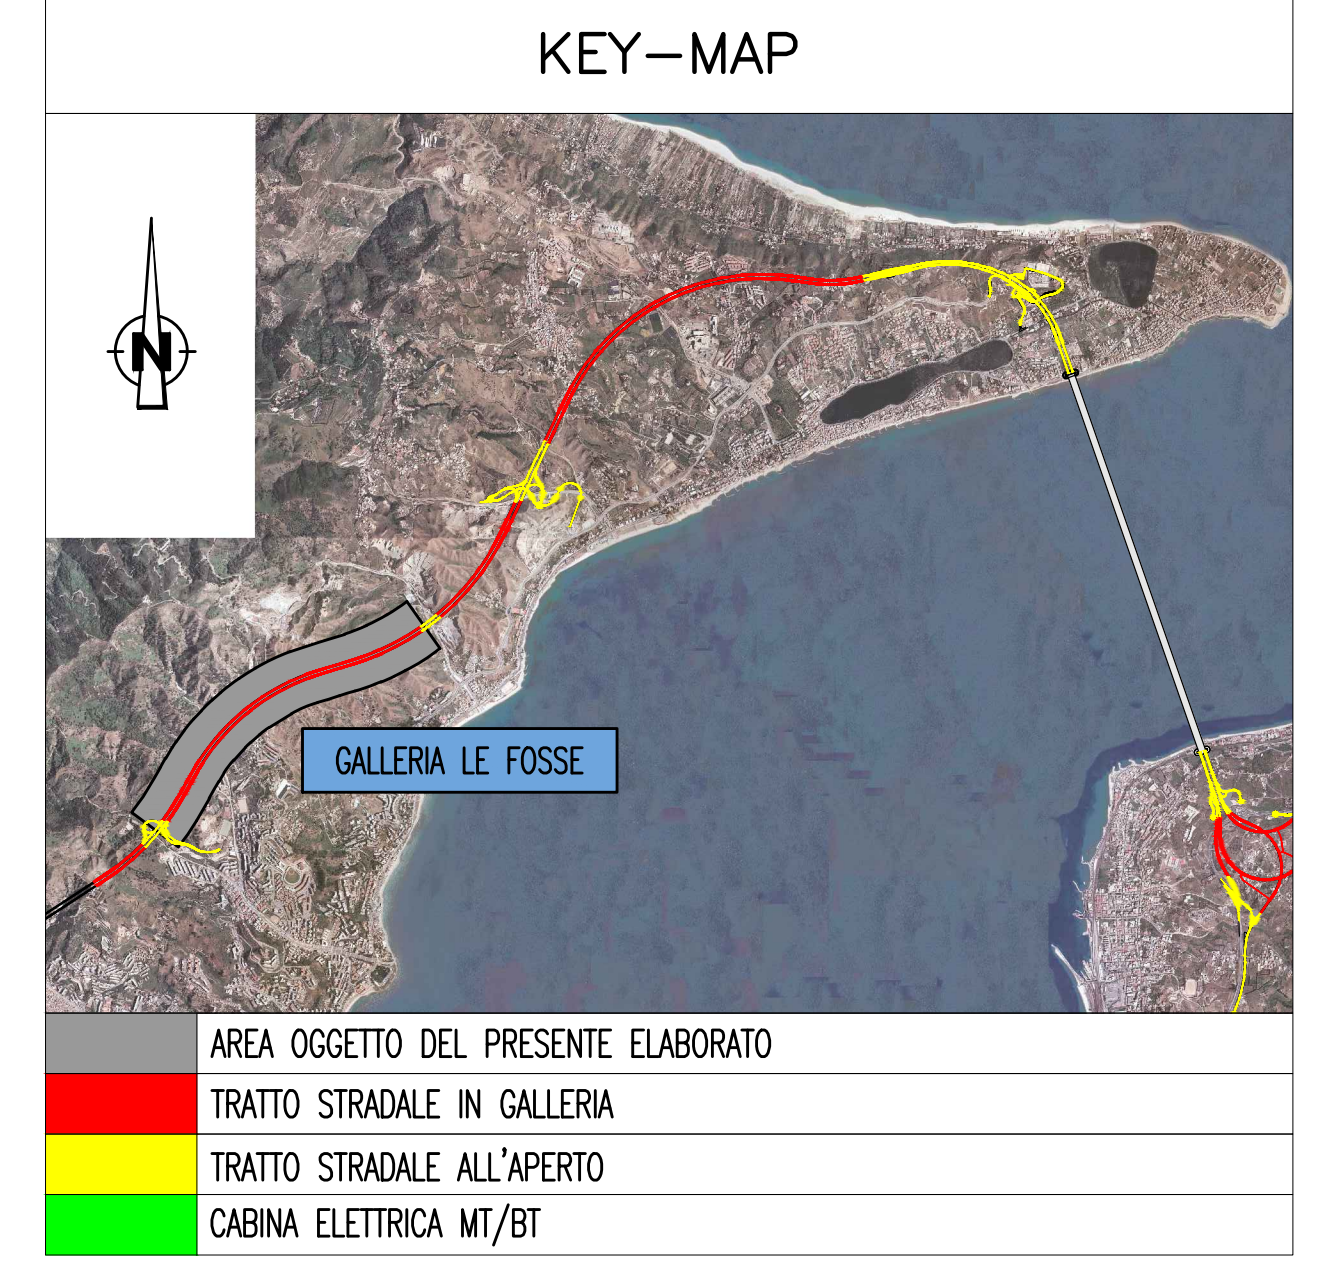 KEY-MAP
N
GALLERIA LE FOSSE
AREA OGGETTO DEL PRESENTE ELABORATO
TRATTO STRADALE IN GALLERIA
TRATTO STRADALE ALL'APERTO
CABINA ELETTRICA MT/BT